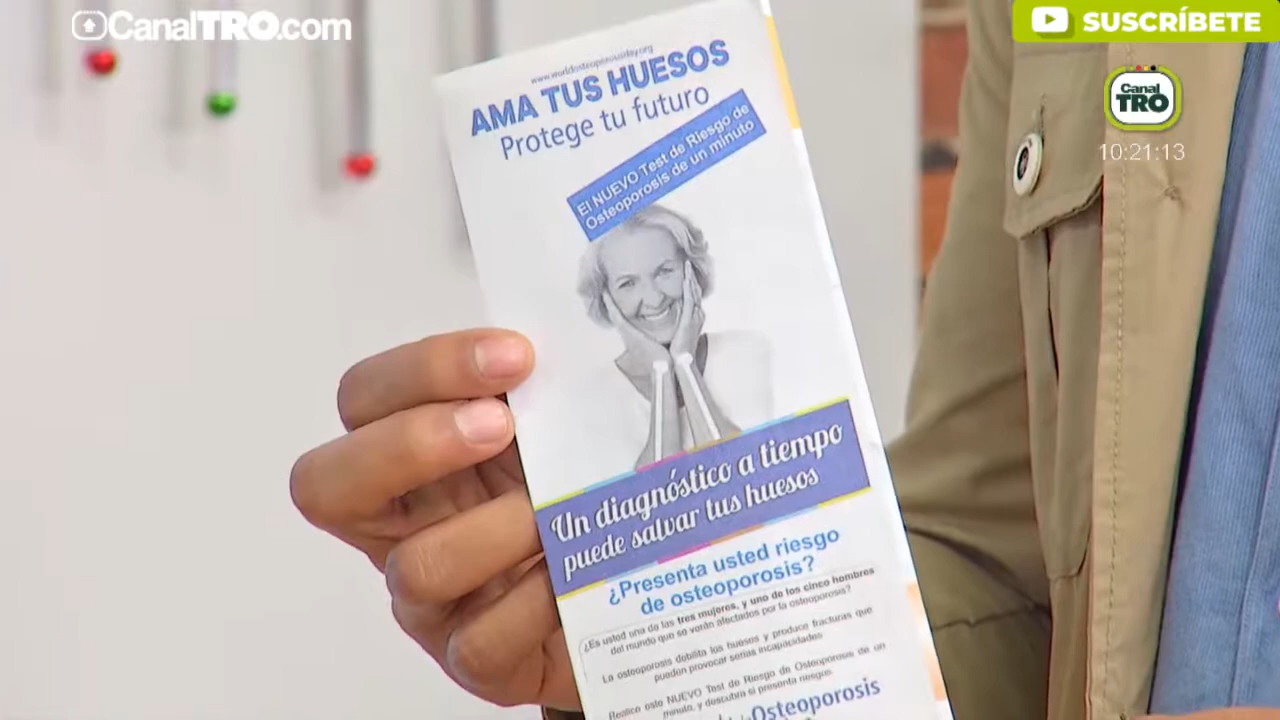 CanalTRO.com
SUSCRÍBETE
Canal
TRO
10:21:13
www.worldosteoporosisday.org
AMA TUS HUESOS
Protege tu futuro
El NUEVO Test de Riesgo de
Osteoporosis de un minuto
Un diagnóstico a tiempo
puede salvar tus huesos
¿Presenta usted riesgo
de osteoporosis?
¿Es usted una de las tres mujeres, y uno de los cinco hombres
del mundo que se verán afectados por la osteoporosis?
La osteoporosis debilita los huesos y produce fracturas que
pueden provocar serias incapacidades
Realice este NUEVO Test de Riesgo de Osteoporosis de un
minuto, y descubra si presenta riesgos.
Osteoporosis